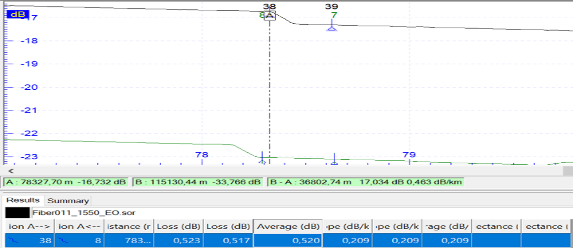 38 39
dB -17 8 A 7
-18
-19
-20
-21
-22
-23 78 79
<
A : 78327,70 m -16,732 dB B : 115130,44 m -33,766 dB B - A : 36802,74 m 17,034 dB 0,463 dB/km
Results Summary
Fiber011_1550_EO.sor
ion A--> ion A<-- istance (r Loss (dB) Loss (dB) Average (dB) pe (dB/k pe (dB/k rage (dB/ ectance ( ectance (
38 8 783... 0,523 0,517 0,520 0,209 0,209 0,209